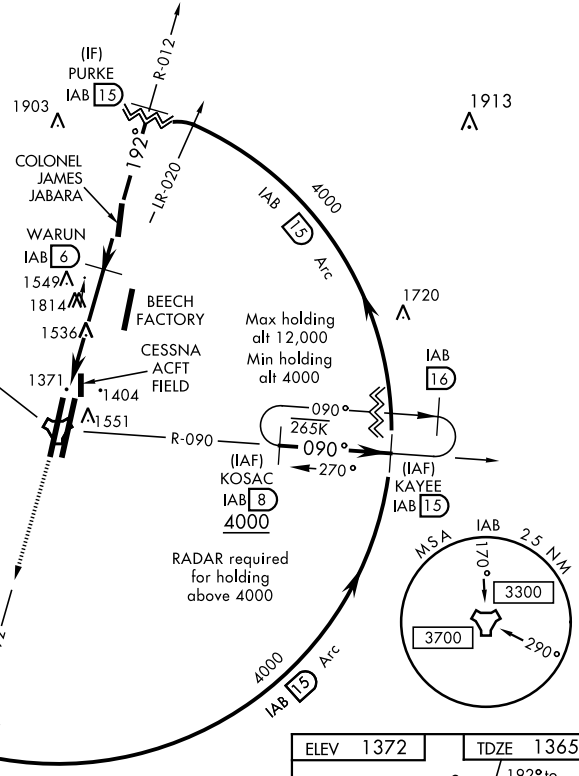 (IF)
PURKE
IAB 15
R-012
1903
1913
192°
COLONEL
JAMES
JABARA
LR-020
IAB 15 Arc
4000
WARUN
IAB 6
1549
1814
1536
BEECH
FACTORY
1720
Max holding
alt 12,000
Min holding
alt 4000
CESSNA
ACFT
FIELD
IAB
16
1371
1404
1551
090°
265K
R-090
090°
270°
(IAF)
KOSAC
IAB 8
4000
(IAF)
KAYEE
IAB 15
RADAR required
for holding
above 4000
MSA IAB 25 NM
170°
3300
3700
290°
4000
IAB 15 Arc
ELEV 1372
TDZE 1365
192° to